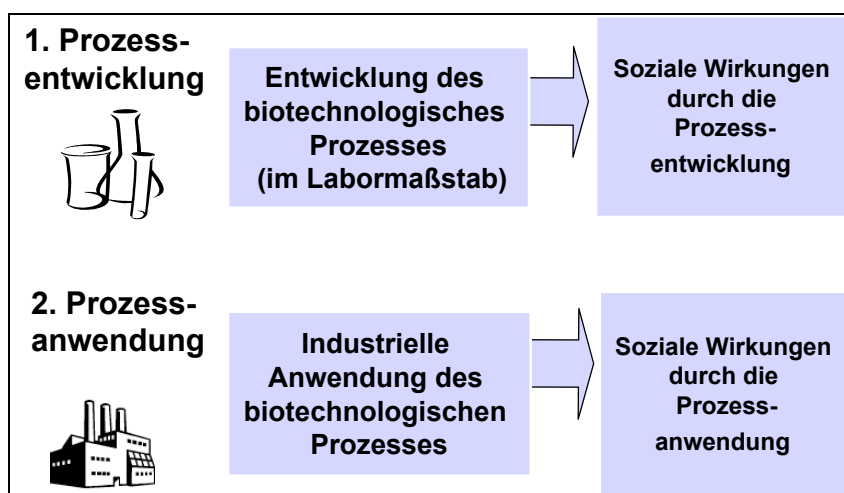 1. Prozess-
entwicklung
Entwicklung des
biotechnologisches
Prozesses
(im Labormaßstab)
Soziale Wirkungen
durch die
Prozess-
entwicklung
2. Prozess-
anwendung
Industrielle
Anwendung des
biotechnologischen
Prozesses
Soziale Wirkungen
durch die
Prozess-
anwendung